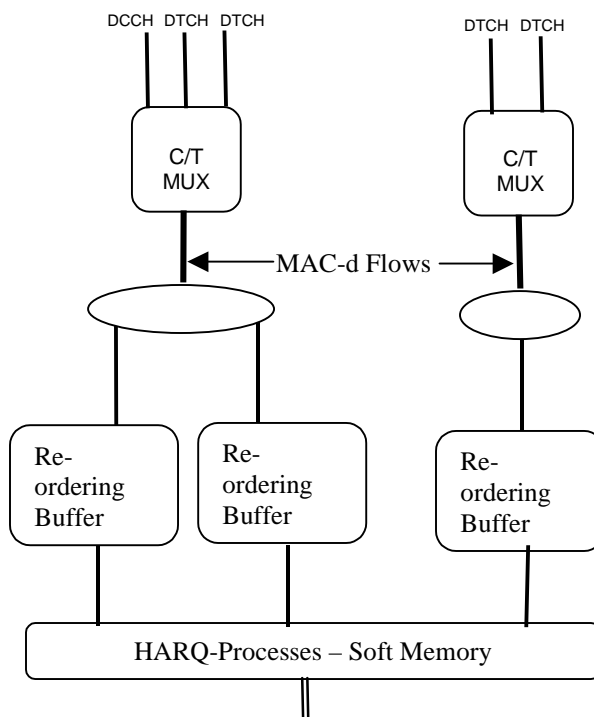 DCCH DTCH DTCH
DTCH DTCH
C/T
MUX
C/T
MUX
MAC-d Flows
Re-
ordering
Buffer
Re-
ordering
Buffer
Re-
ordering
Buffer
HARQ-Processes – Soft Memory